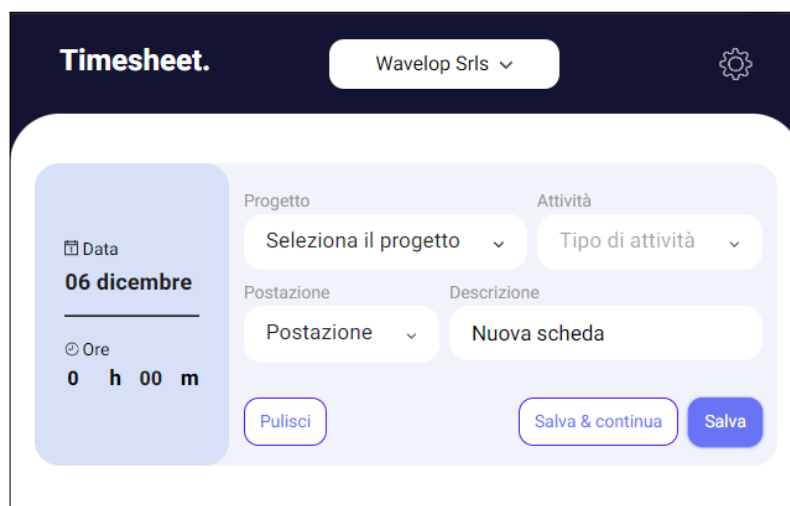 Timesheet.
Wavelop Srls
Data
06 dicembre
Ore
0 h 00 m
Progetto
Attività
Seleziona il progetto
Tipo di attività
Postazione
Descrizione
Postazione
Nuova scheda
Pulisci
Salva & continua
Salva